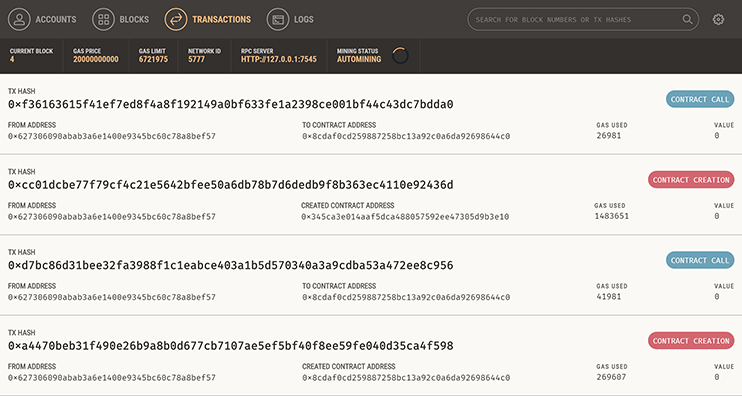 ACCOUNTS BLOCKS TRANSACTIONS LOGS SEARCH FOR BLOCK NUMBERS OR TX HASHES
CURRENT BLOCK GAS PRICE GAS LIMIT NETWORK ID RPC SERVER MINING STATUS
4 20000000000 6721975 5777 HTTP://127.0.0.1:7545 AUTOMINING
TX HASH
0×f36163615f41ef7ed8f4a8f192149a0bf633fe1a2398ce001bf44c43dc7bdda0 CONTRACT CALL
FROM ADDRESS TO CONTRACT ADDRESS GAS USED VALUE
0×627306090abab3a6e1400e9345bc60c78a8bef57 0×8cdaf0cd259887258bc13a92c0a6da92698644c0 26981 0
TX HASH
0×cc01dcbe77f79cf4c21e5642bfee50a6db78b7d6dedb9f8b363ec4110e92436d CONTRACT CREATION
FROM ADDRESS CREATED CONTRACT ADDRESS GAS USED VALUE
0×627306090abab3a6e1400e9345bc60c78a8bef57 0×345ca3e014aaf5dca488057592ee47305d9b3e10 1483651 0
TX HASH
0×d7bc86d31bee32fa3988f1c1eabce403a1b5d570340a3a9cdba53a472ee8c956 CONTRACT CALL
FROM ADDRESS TO CONTRACT ADDRESS GAS USED VALUE
0×627306090abab3a6e1400e9345bc60c78a8bef57 0×8cdaf0cd259887258bc13a92c0a6da92698644c0 41981 0
TX HASH
0×a4470beb31f490e26b9a8b0d677cb7107ae5ef5bf40f8ee59fe040d35ca4f598 CONTRACT CREATION
FROM ADDRESS CREATED CONTRACT ADDRESS GAS USED VALUE
0×627306090abab3a6e1400e9345bc60c78a8bef57 0×8cdaf0cd259887258bc13a92c0a6da92698644c0 269607 0